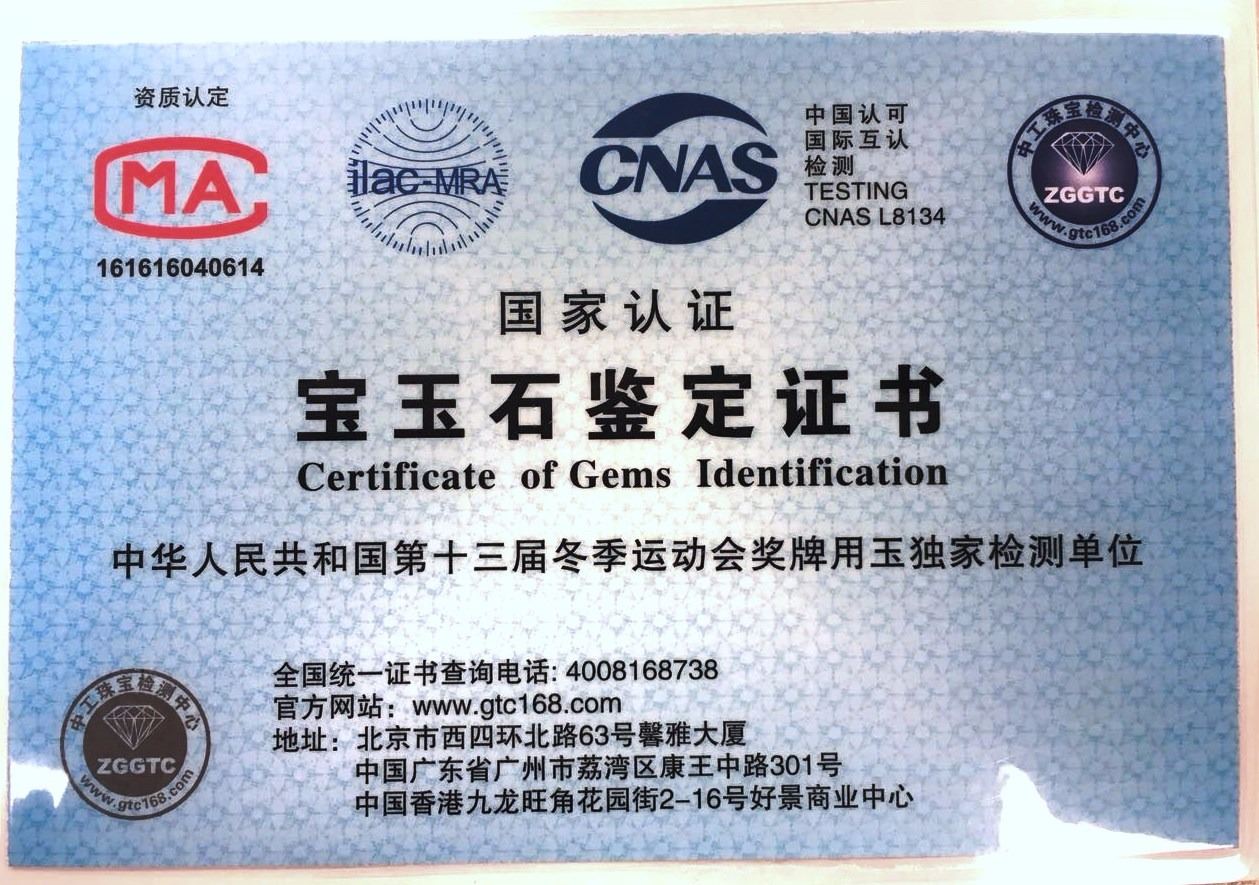 资质认定
MA
161616040614
ilac-MRA
CNAS
中国认可
国际互认
检测
TESTING
CNAS L8134
中工珠宝检测中心
ZGGTC
www.gtc168.com
国家认证
宝玉石鉴定证书
Certificate of Gems Identification
中华人民共和国第十三届冬季运动会奖牌用玉独家检测单位
中工珠宝检测中心
ZGGTC
www.gtc168.com
全国统一证书查询电话: 4008168738
官方网站：www.gtc168.com
地址：北京市西四环北路63号馨雅大厦
中国广东省广州市荔湾区康王中路301号
中国香港九龙旺角花园街2-16号好景商业中心